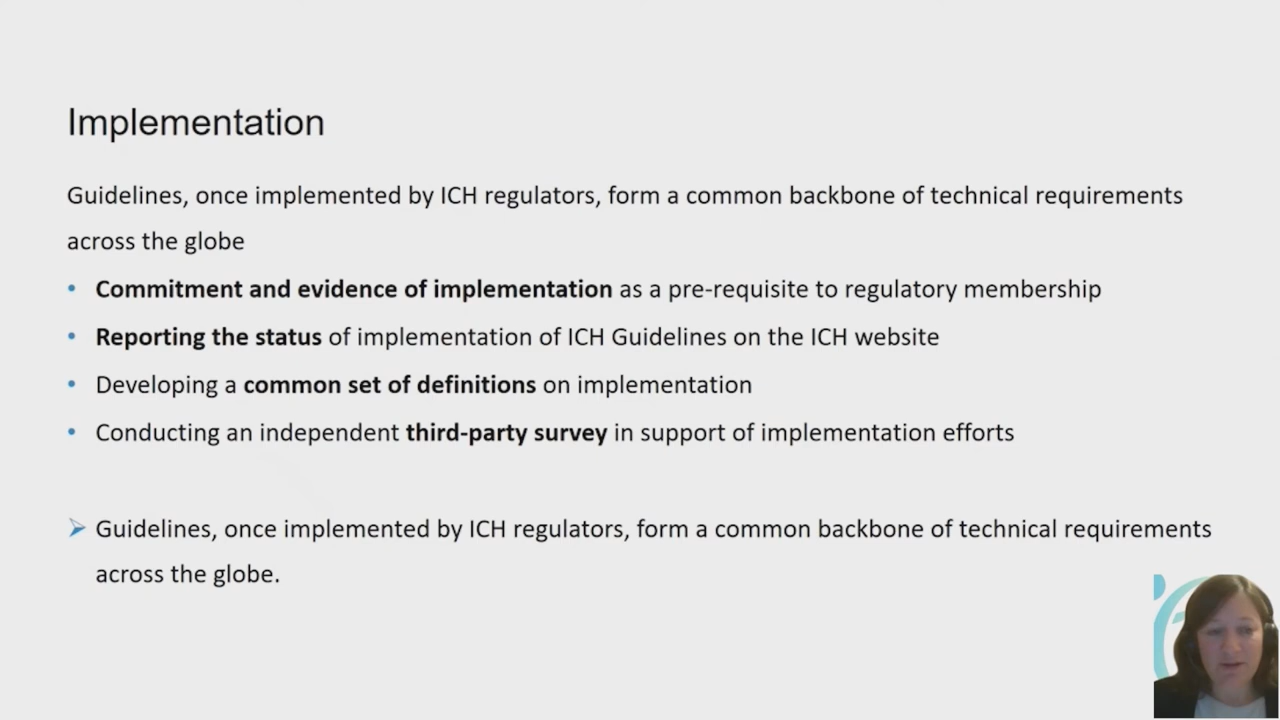 Implementation
Guidelines, once implemented by ICH regulators, form a common backbone of technical requirements
across the globe
• Commitment and evidence of implementation as a pre-requisite to regulatory membership
• Reporting the status of implementation of ICH Guidelines on the ICH website
• Developing a common set of definitions on implementation
• Conducting an independent third-party survey in support of implementation efforts
➢ Guidelines, once implemented by ICH regulators, form a common backbone of technical requirements
across the globe.